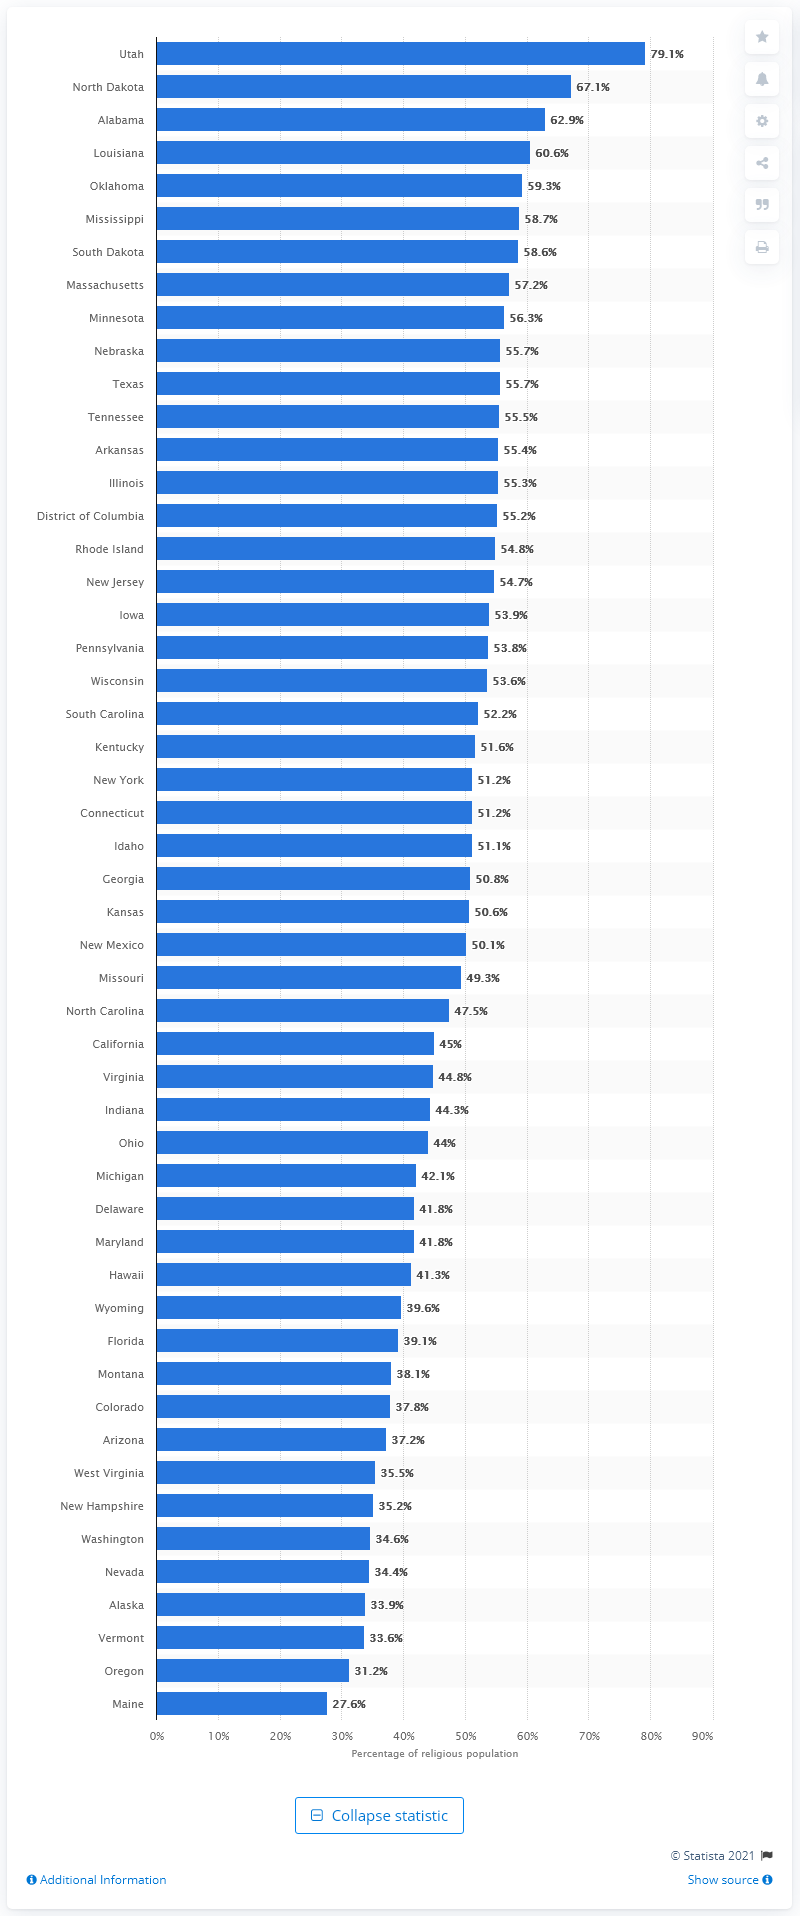 Utah 79.1%
North Dakota 67.1%
Alabama 62.9%
Louisiana 60.6%
Oklahoma 59.3%
Mississippi 58.7%
South Dakota 58.6%
Massachusetts 57.2%
Minnesota 56.3%
Nebraska 55.7%
Texas 55.7%
Tennessee 55.5%
Arkansas 55.4%
Illinois 55.3%
District of Columbia 55.2%
Rhode Island 54.8%
New Jersey 54.7%
Iowa 53.9%
Pennsylvania 53.8%
Wisconsin 53.6%
South Carolina 52.2%
Kentucky 51.6%
New York 51.2%
Connecticut 51.2%
Idaho 51.1%
Georgia 50.8%
Kansas 50.6%
New Mexico 50.1%
Missouri 49.3%
North Carolina 47.5%
California 45%
Virginia 44.8%
Indiana 44.3%
Ohio 44%
Michigan 42.1%
Delaware 41.8%
Maryland 41.8%
Hawaii 41.3%
Wyoming 39.6%
Florida 39.1%
Montana 38.1%
Colorado 37.8%
Arizona 37.2%
West Virginia 35.5%
New Hampshire 35.2%
Washington 34.6%
Nevada 34.4%
Alaska 33.9%
Vermont 33.6%
Oregon 31.2%
Maine 27.6%
0% 10% 20% 30% 40% 50% 60% 70% 80% 90%
Percentage of religious population
Collapse statistic
© Statista 2021
Additional Information Show source